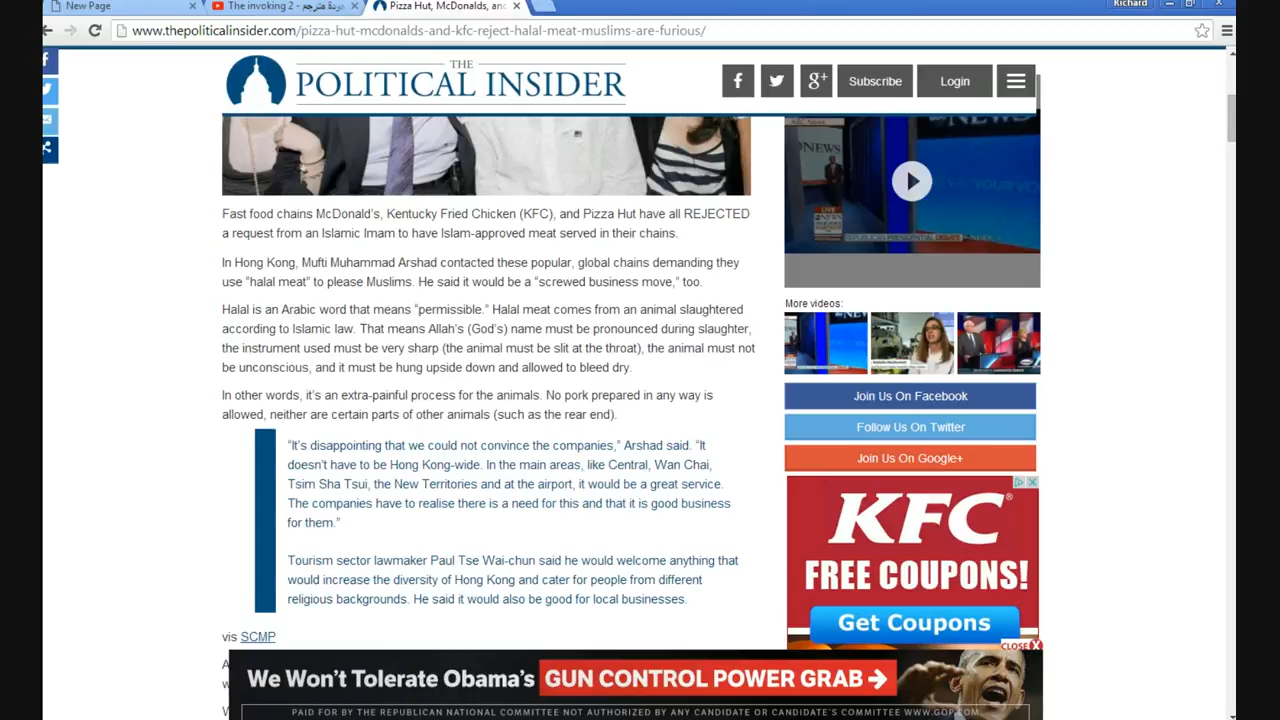 New Page
The invoking 2 -
Pizza Hut, McDonalds, and
Richard
www.thepoliticalinsider.com/pizza-hut-mcdonalds-and-kfc-reject-halal-meat-muslims-are-furious/
THE
POLITICAL INSIDER
f
g+
Subscribe
Login
NEWS
LIVE
REPUBLICAN PRESIDENTIAL DEBATE
Fast food chains McDonald's, Kentucky Fried Chicken (KFC), and Pizza Hut have all REJECTED
a request from an Islamic Imam to have Islam-approved meat served in their chains.
In Hong Kong, Mufti Muhammad Arshad contacted these popular, global chains demanding they
use “halal meat” to please Muslims. He said it would be a “screwed business move,” too.
Halal is an Arabic word that means “permissible.” Halal meat comes from an animal slaughtered
according to Islamic law. That means Allah’s (God’s) name must be pronounced during slaughter,
the instrument used must be very sharp (the animal must be slit at the throat), the animal must not
be unconscious, and it must be hung upside down and allowed to bleed dry.
In other words, it’s an extra-painful process for the animals. No pork prepared in any way is
allowed, neither are certain parts of other animals (such as the rear end).
“It’s disappointing that we could not convince the companies,” Arshad said. “It
doesn’t have to be Hong Kong-wide. In the main areas, like Central, Wan Chai,
Tsim Sha Tsui, the New Territories and at the airport, it would be a great service.
The companies have to realise there is a need for this and that it is good business
for them.”
Tourism sector lawmaker Paul Tse Wai-chun said he would welcome anything that
would increase the diversity of Hong Kong and cater for people from different
religious backgrounds. He said it would also be good for local businesses.
vis SCMP
More videos:
Join Us On Facebook
Follow Us On Twitter
Join Us On Google+
KFC®
FREE COUPONS!
Get Coupons
CLOSE X
We Won't Tolerate Obama's GUN CONTROL POWER GRAB
PAID FOR BY THE REPUBLICAN NATIONAL COMMITTEE NOT AUTHORIZED BY ANY CANDIDATE OR CANDIDATE'S COMMITTEE WWW.GOP.COM